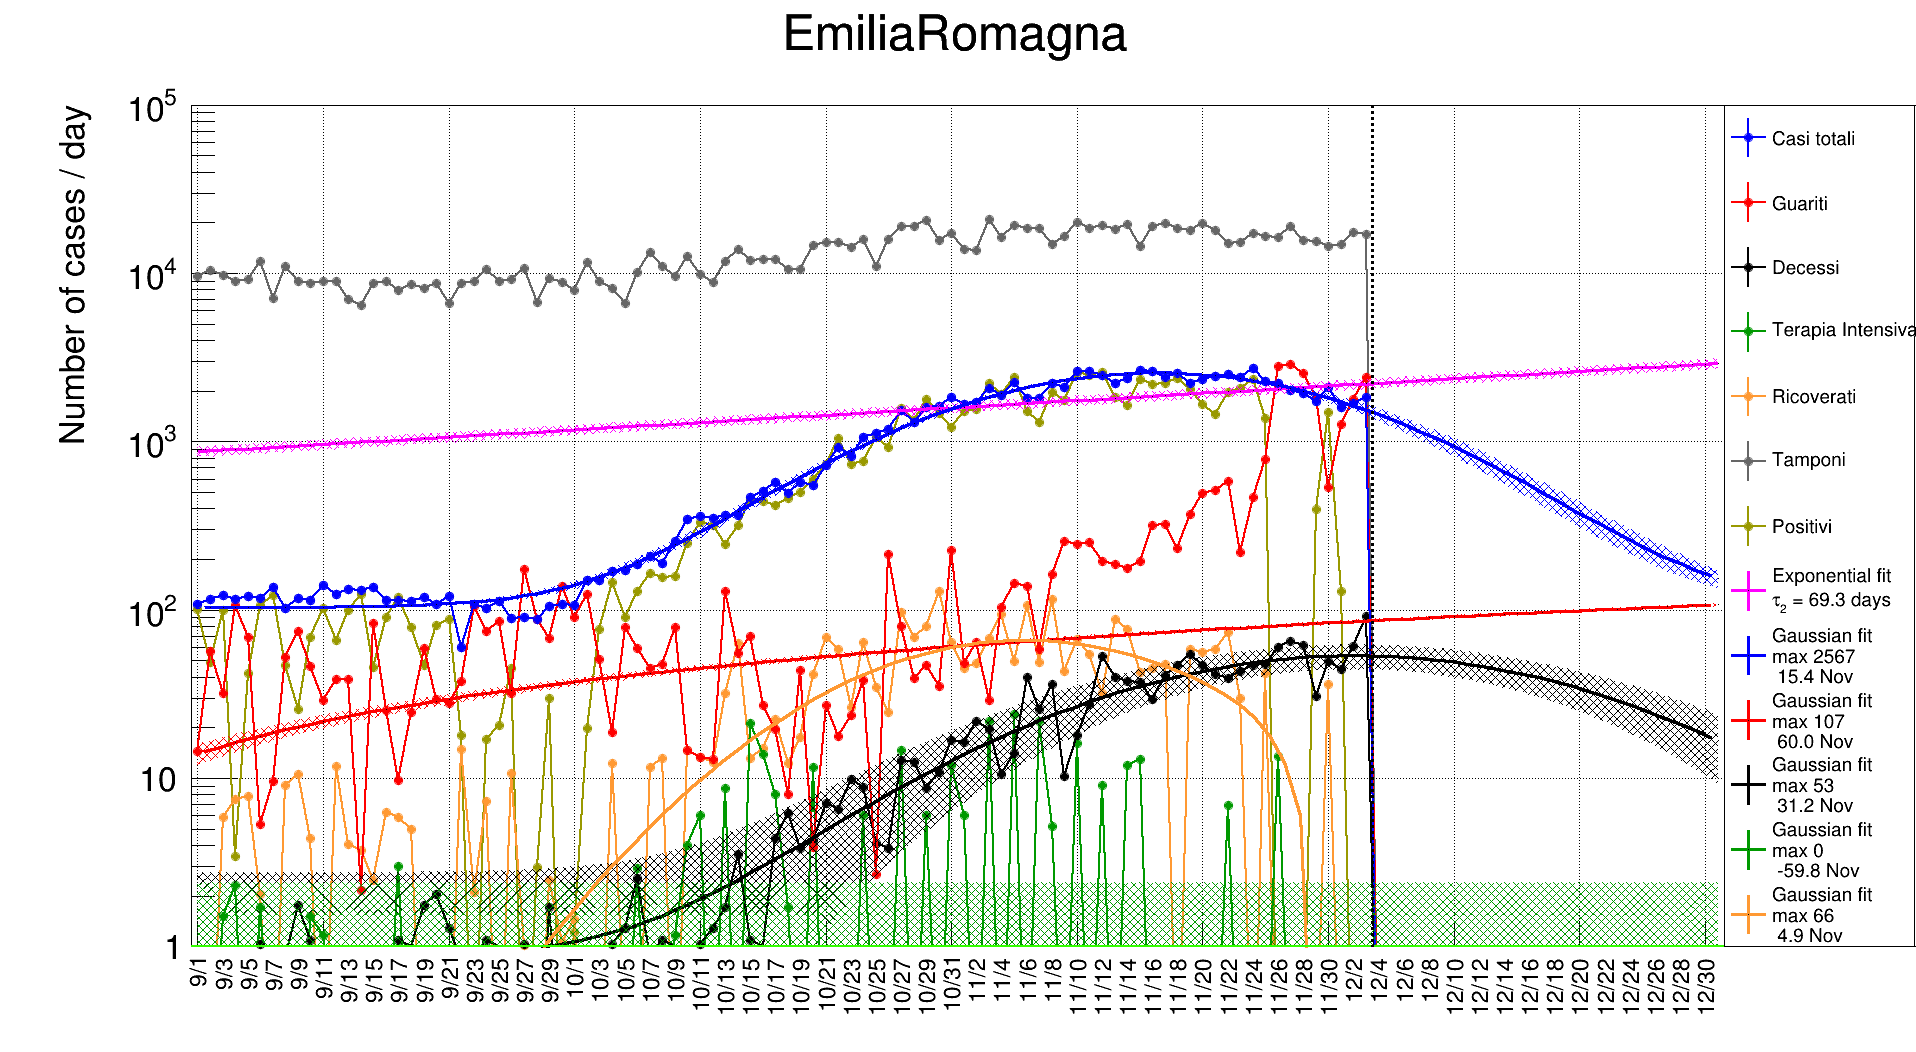 EmiliaRomagna
Number of cases / day
10^5
10^4
10^3
10^2
10
1
9/1
9/3
9/5
9/7
9/9
9/11
9/13
9/15
9/17
9/19
9/21
9/23
9/25
9/27
9/29
10/1
10/3
10/5
10/7
10/9
10/11
10/13
10/15
10/17
10/19
10/21
10/23
10/25
10/27
10/29
10/31
11/2
11/4
11/6
11/8
11/10
11/12
11/14
11/16
11/18
11/20
11/22
11/24
11/26
11/28
11/30
12/2
12/4
12/6
12/8
12/10
12/12
12/14
12/16
12/18
12/20
12/22
12/24
12/26
12/28
12/30
Casi totali
Guariti
Decessi
Terapia Intensiva
Ricoverati
Tamponi
Positivi
Exponential fit
τ2 = 69.3 days
Gaussian fit
max 2567
15.4 Nov
Gaussian fit
max 107
60.0 Nov
Gaussian fit
max 53
31.2 Nov
Gaussian fit
max 0
-59.8 Nov
Gaussian fit
max 66
4.9 Nov